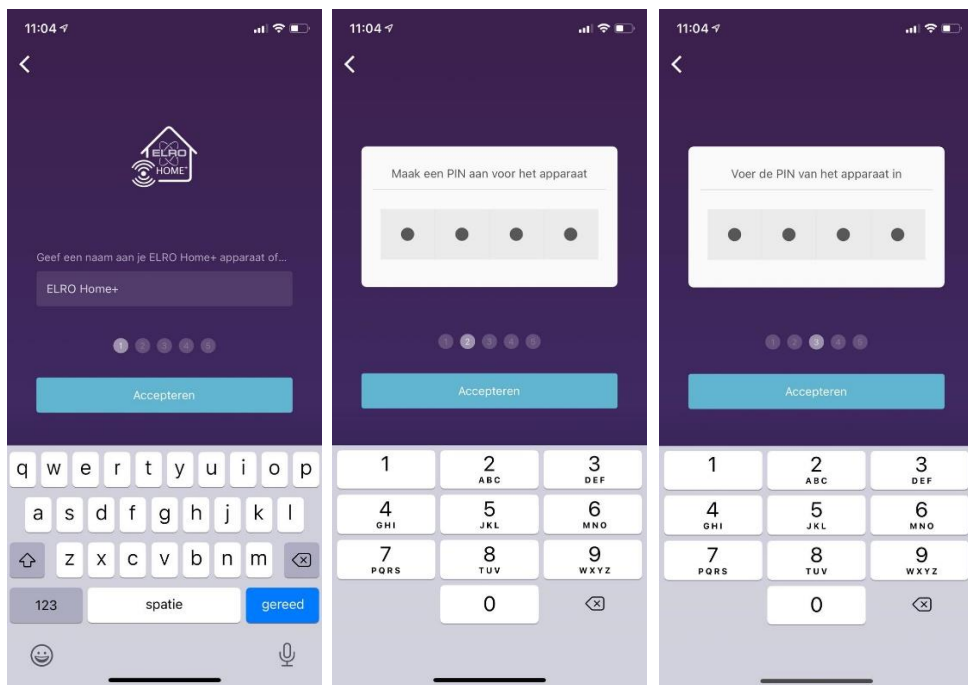 11:04
ELRO
HOME+
Geef een naam aan je ELRO Home+ apparaat of...
ELRO Home+
1 2 3 4 5
Accepteren
q w e r t y u i o p
a s d f g h j k l
z x c v b n m
123 spatie gereed
11:04
Maak een PIN aan voor het apparaat
1 2 3 4 5
Accepteren
1 2 3
ABC DEF
4 5 6
GHI JKL MNO
7 8 9
PQRS TUV WXYZ
0
11:04
Voer de PIN van het apparaat in
1 2 3 4 5
Accepteren
1 2 3
ABC DEF
4 5 6
GHI JKL MNO
7 8 9
PQRS TUV WXYZ
0